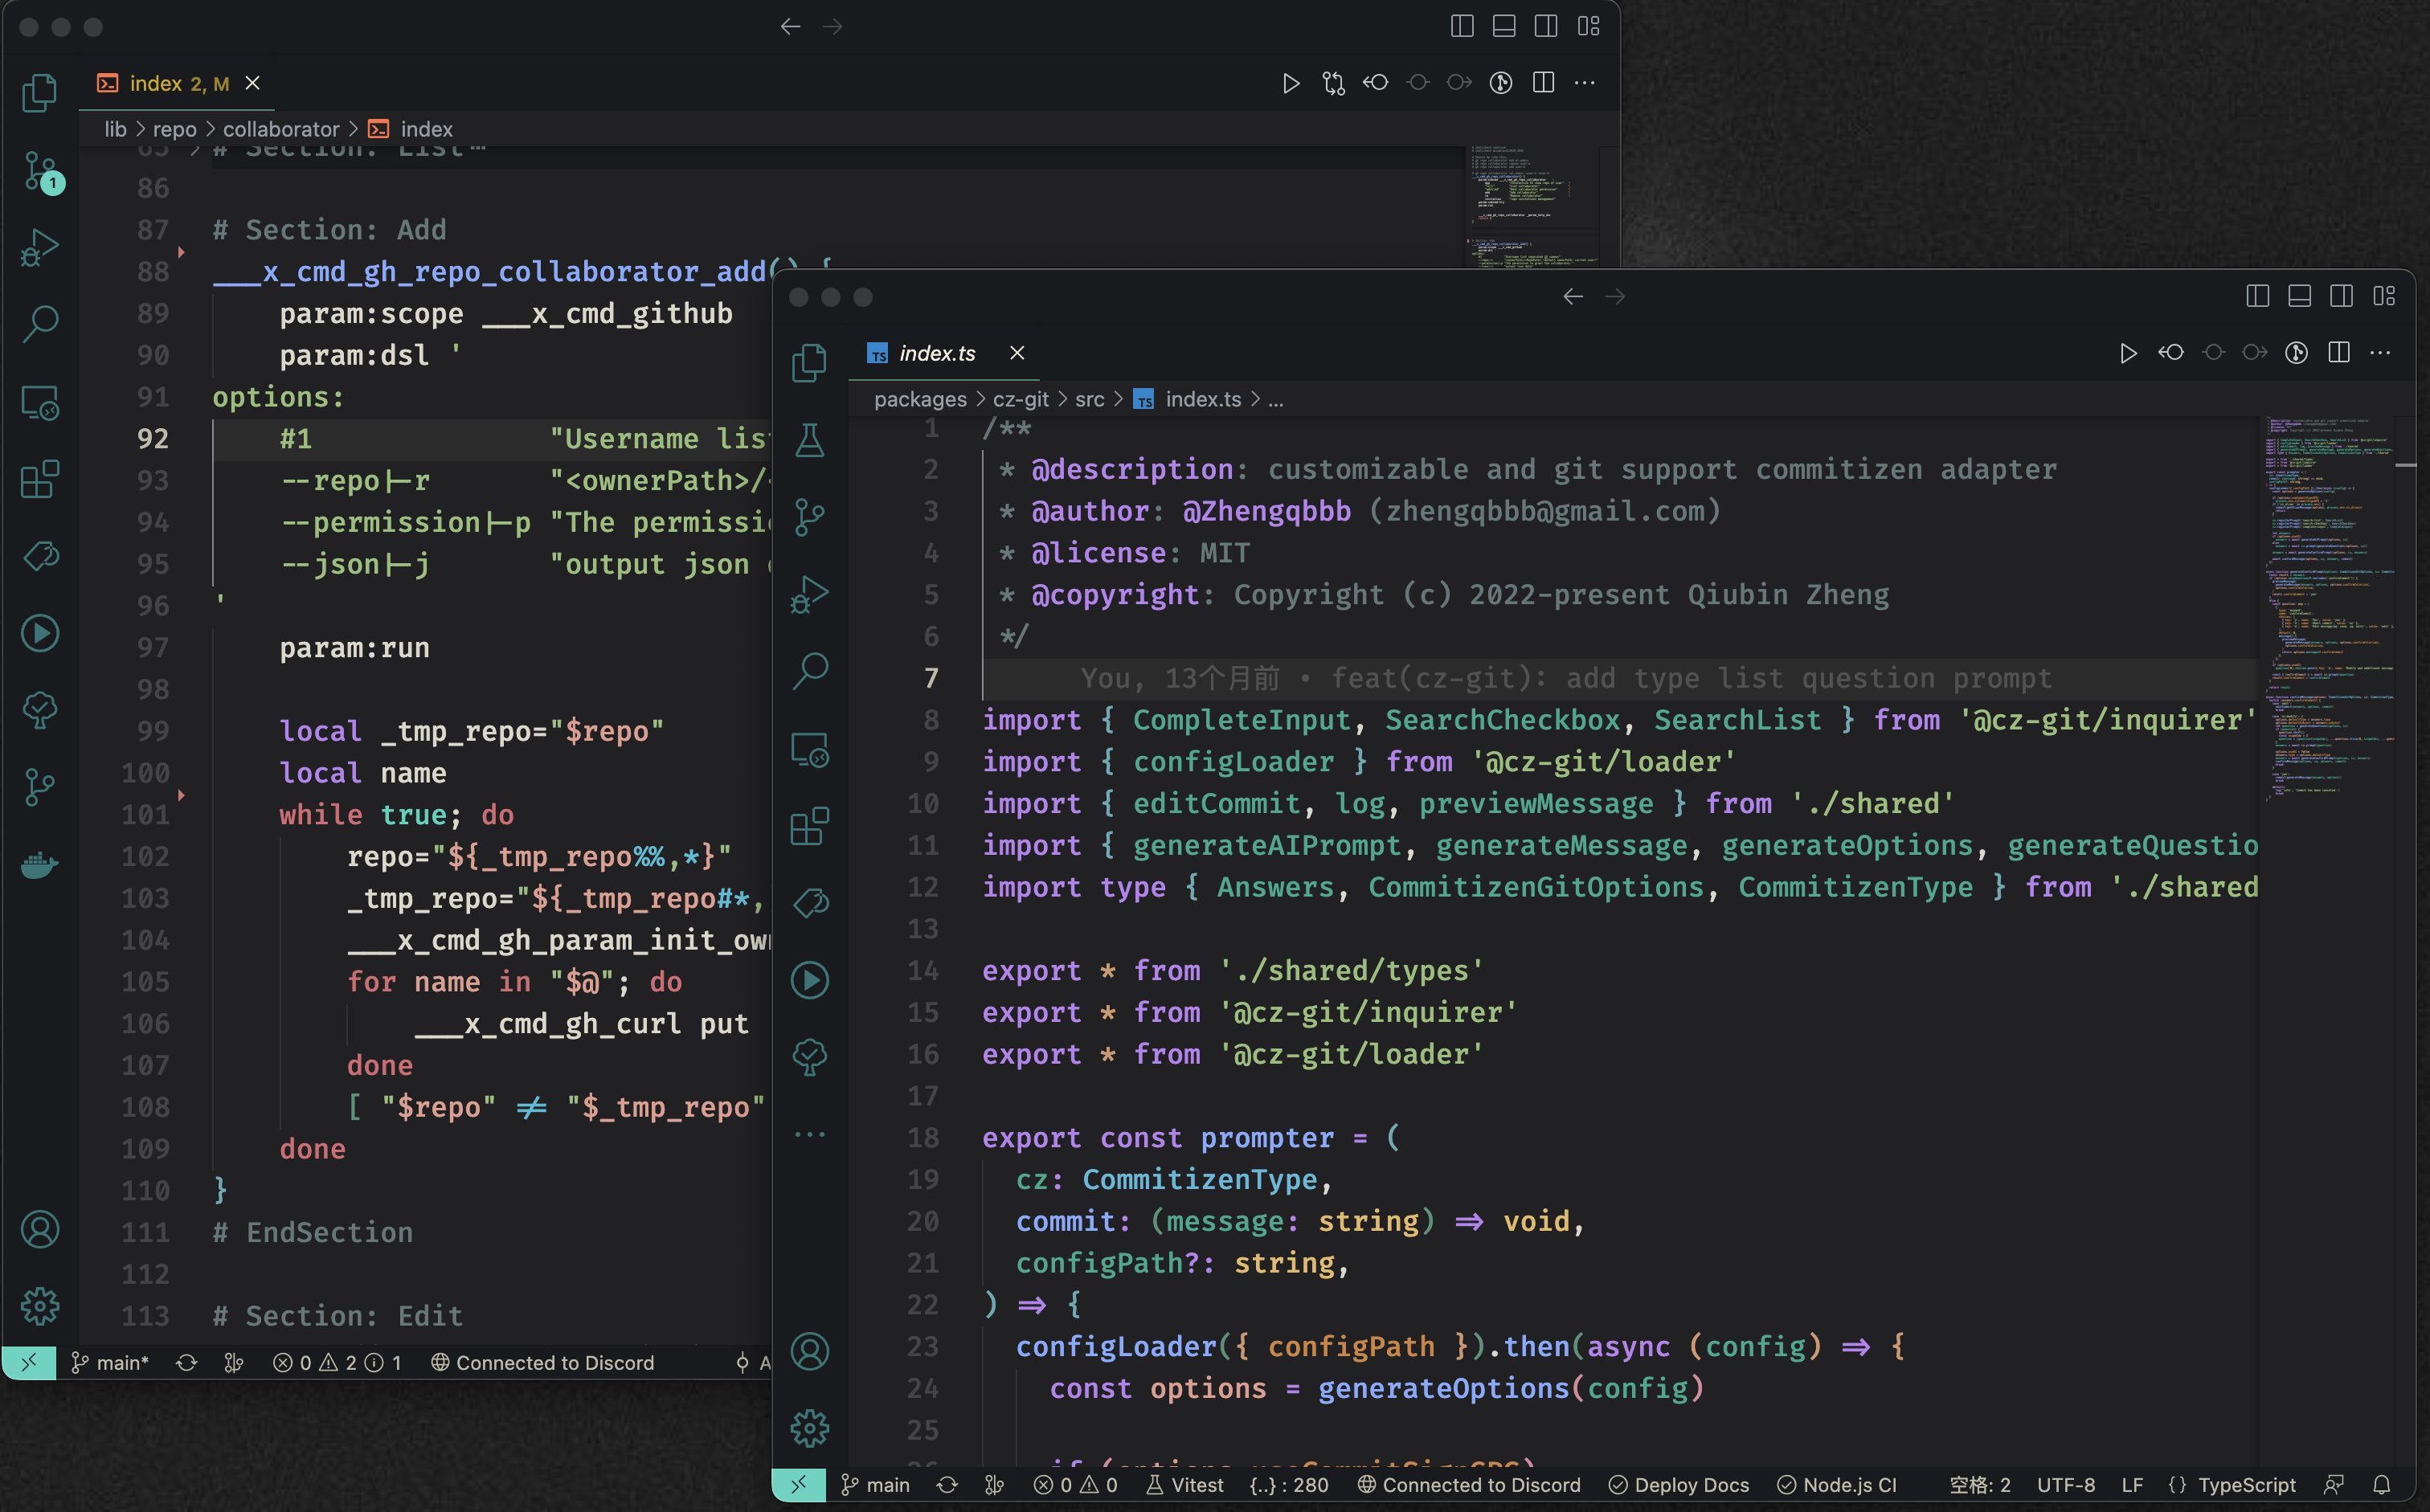 index 2, M
lib > repo > collaborator > index
85 # Section: List
86
87 # Section: Add
88 ___x_cmd_gh_repo_collaborator_add() {
89 param:scope ___x_cmd_github
90 param:dsl '
91 options:
92 #1 "Username lis
93 --repo|-r "<ownerPath>/
94 --permission|-p "The permissi
95 --json|-j "output json
96 '
97 param:run
98
99 local _tmp_repo="$repo"
100 local name
101 while true; do
102 repo="${_tmp_repo%%,*}"
103 _tmp_repo="${_tmp_repo#*,
104 ___x_cmd_gh_param_init_ow
105 for name in "$@"; do
106 ___x_cmd_gh_curl put
107 done
108 [ "$repo" != "$_tmp_repo"
109 done
110 }
111 # EndSection
112
113 # Section: Edit
1
main* 0 2 1 Connected to Discord A
TS index.ts
packages > cz-git > src > TS index.ts > ...
1 /**
2 * @description: customizable and git support commitizen adapter
3 * @author: @Zhengqbbb (zhengqbbb@gmail.com)
4 * @license: MIT
5 * @copyright: Copyright (c) 2022-present Qiubin Zheng
6 */
7 You, 13个月前 • feat(cz-git): add type list question prompt
8 import { CompleteInput, SearchCheckbox, SearchList } from '@cz-git/inquirer'
9 import { configLoader } from '@cz-git/loader'
10 import { editCommit, log, previewMessage } from './shared'
11 import { generateAIPrompt, generateMessage, generateOptions, generateQuestio
12 import type { Answers, CommitizenGitOptions, CommitizenType } from './shared
13
14 export * from './shared/types'
15 export * from '@cz-git/inquirer'
16 export * from '@cz-git/loader'
17
18 export const prompter = (
19 cz: CommitizenType,
20 commit: (message: string) => void,
21 configPath?: string,
22 ) => {
23 configLoader({ configPath }).then(async (config) => {
24 const options = generateOptions(config)
25
main 0 0 Vitest {..} : 280 Connected to Discord Deploy Docs Node.js CI 空格: 2 UTF-8 LF {} TypeScript